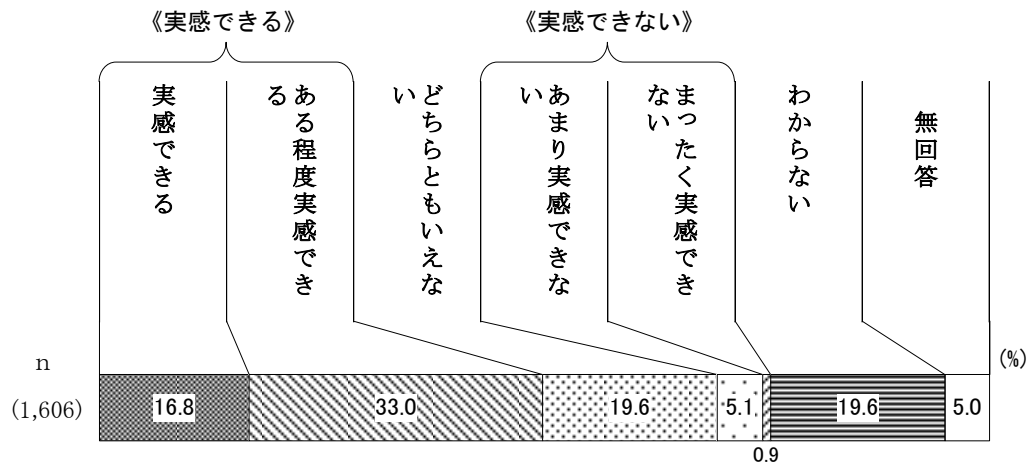 《実感できる》
《実感できない》
実感できる
ある程度実感でき
る
どちらともいえな
い
あまり実感できな
い
まったく実感でき
ない
わからない
無回答
n
(%)
(1,606)
16.8
33.0
19.6
5.1
19.6
5.0
0.9